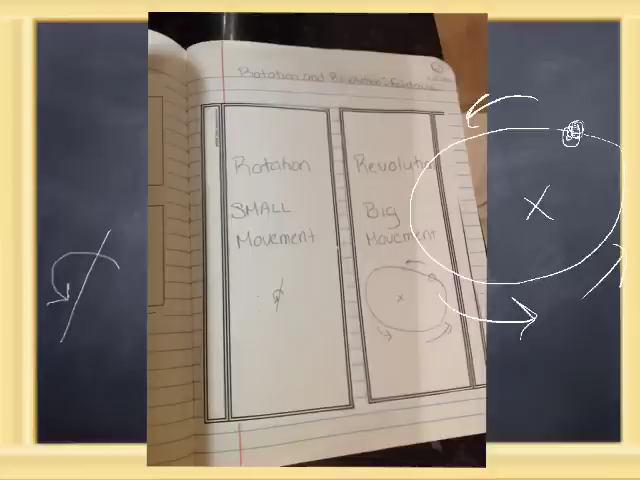 Rotation and Revolution: Foldable
Rotation
SMALL
Movement
Revolution
Big
Movement